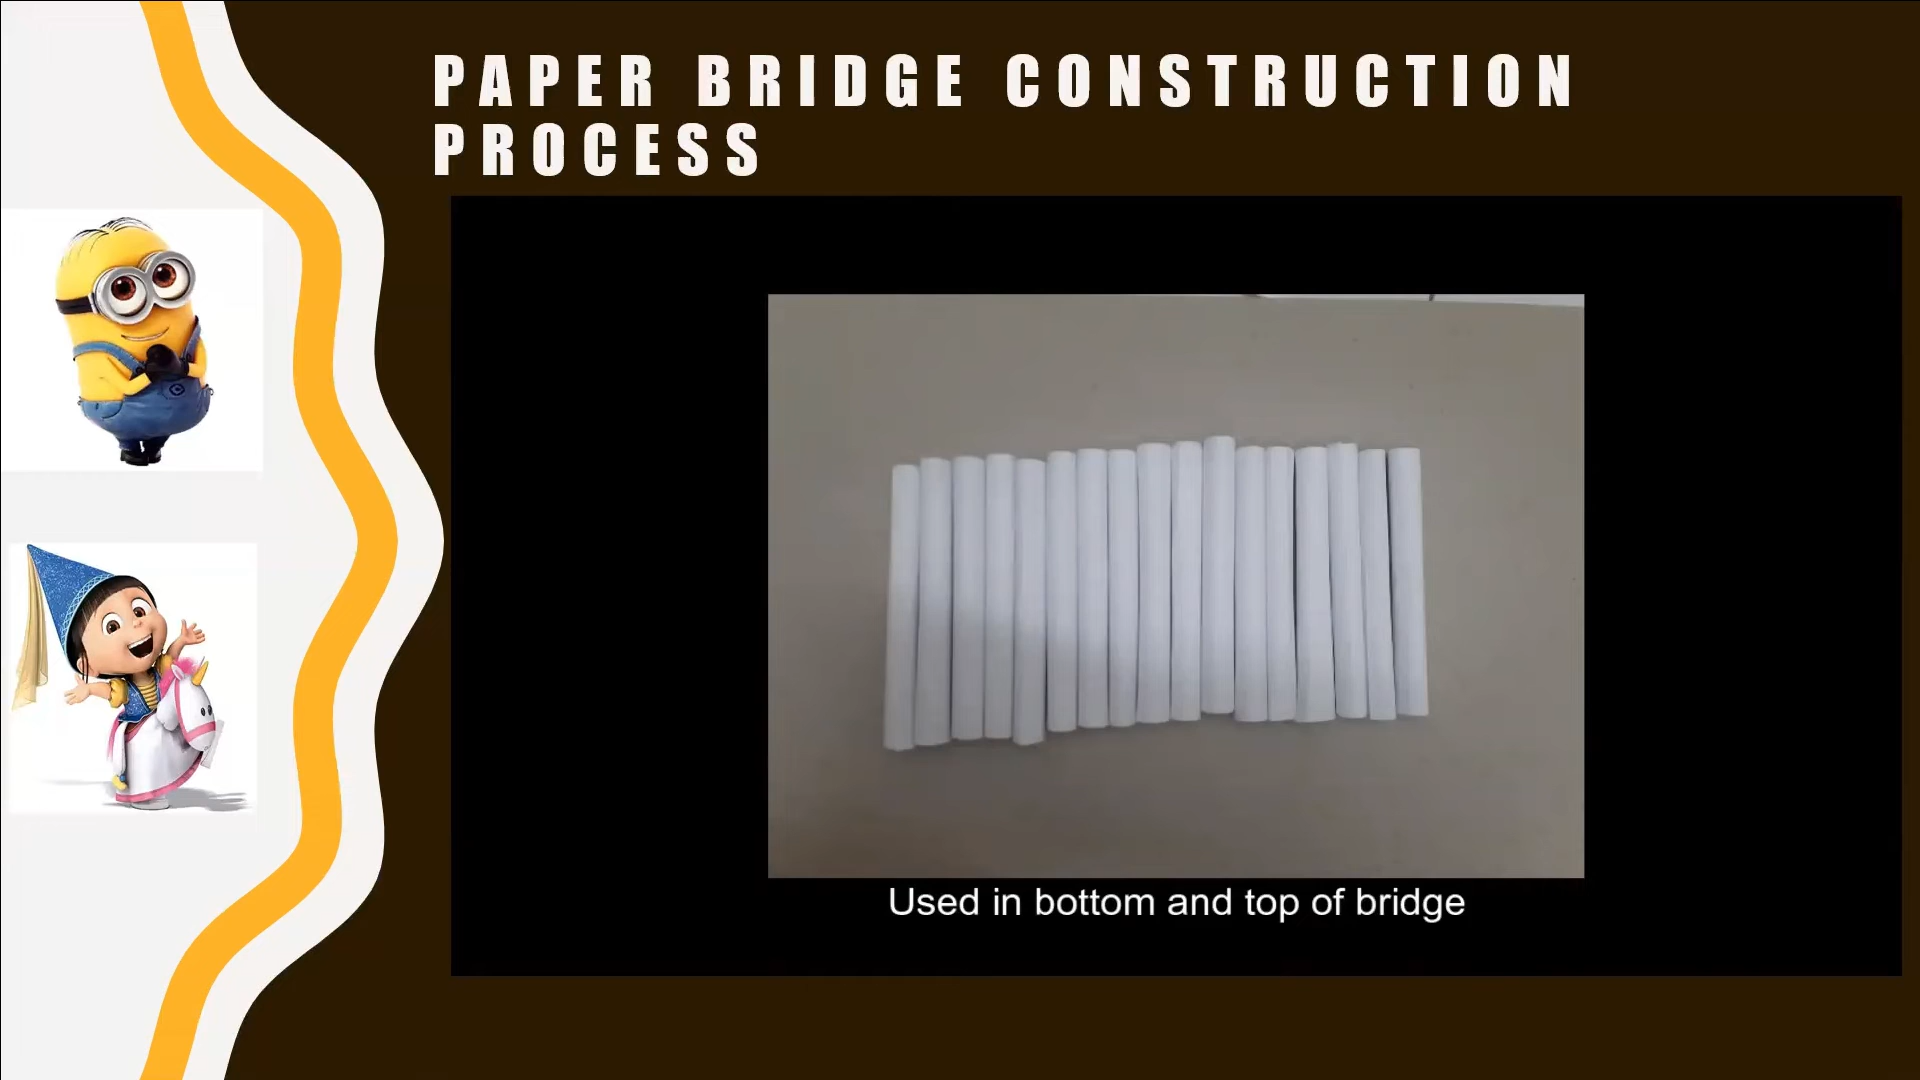 PAPER BRIDGE CONSTRUCTION
PROCESS
Used in bottom and top of bridge